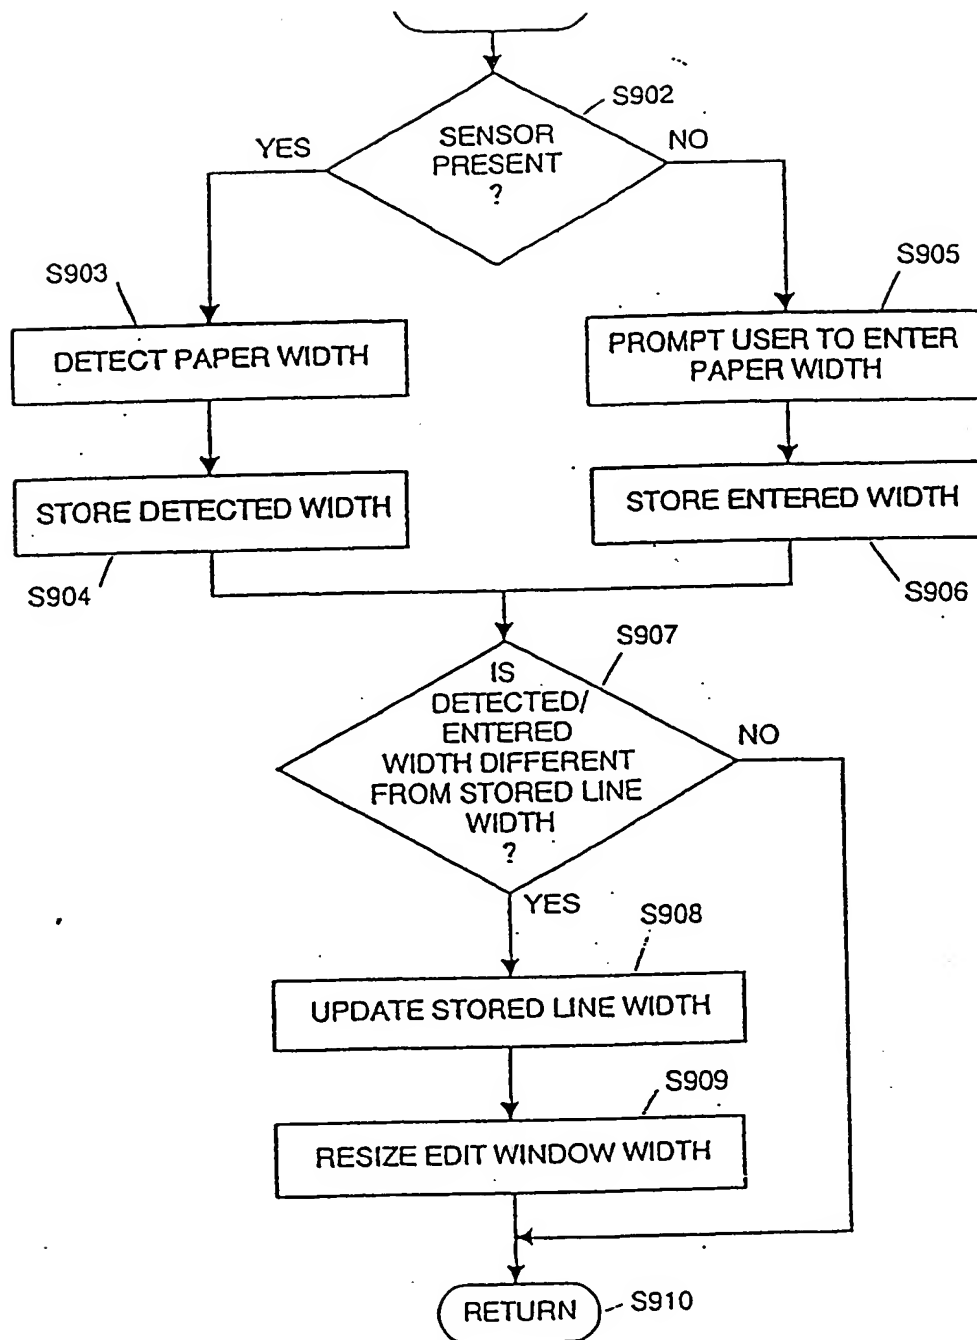 S902
SENSOR
PRESENT
?
YES
NO
S903
S905
DETECT PAPER WIDTH
PROMPT USER TO ENTER
PAPER WIDTH
STORE DETECTED WIDTH
STORE ENTERED WIDTH
S904
S906
S907
IS
DETECTED/
ENTERED
WIDTH DIFFERENT
FROM STORED LINE
WIDTH
?
NO
YES
S908
UPDATE STORED LINE WIDTH
S909
RESIZE EDIT WINDOW WIDTH
RETURN
S910